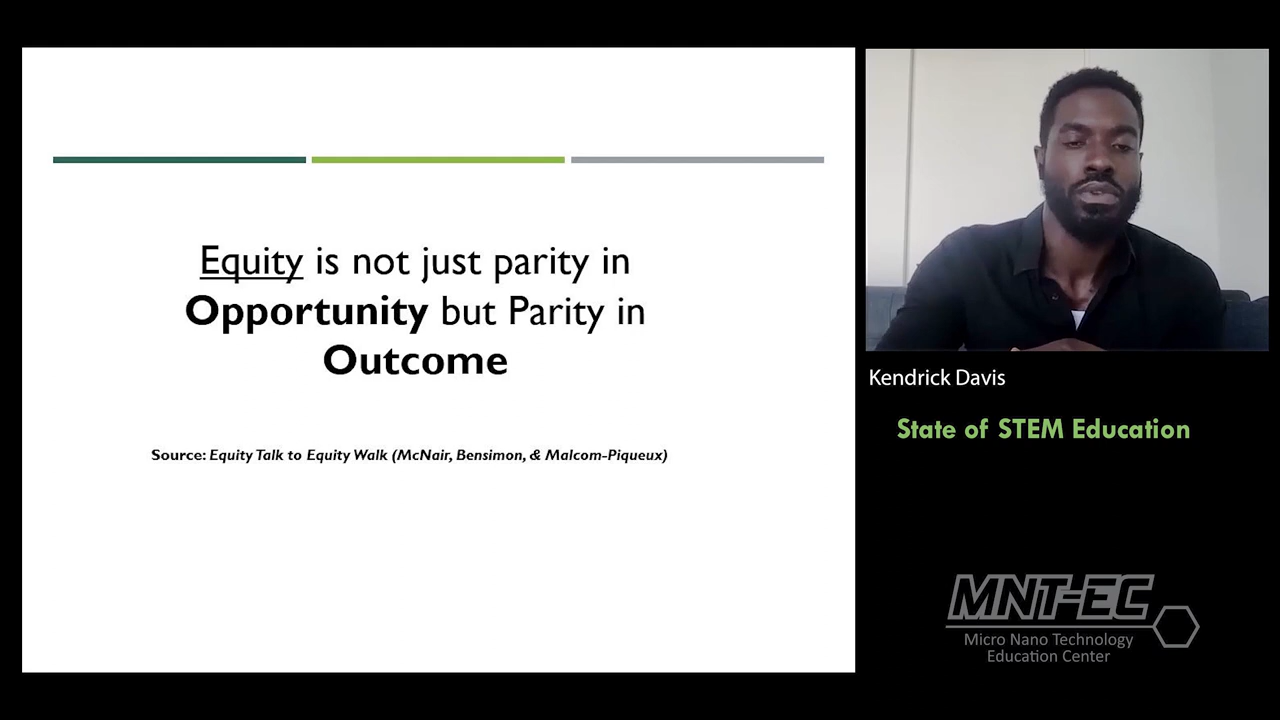 Equity is not just parity in
Opportunity but Parity in
Outcome
Source: Equity Talk to Equity Walk (McNair, Bensimon, & Malcom-Piqueux)
Kendrick Davis
State of STEM Education
MNT-EC
Micro Nano Technology
Education Center